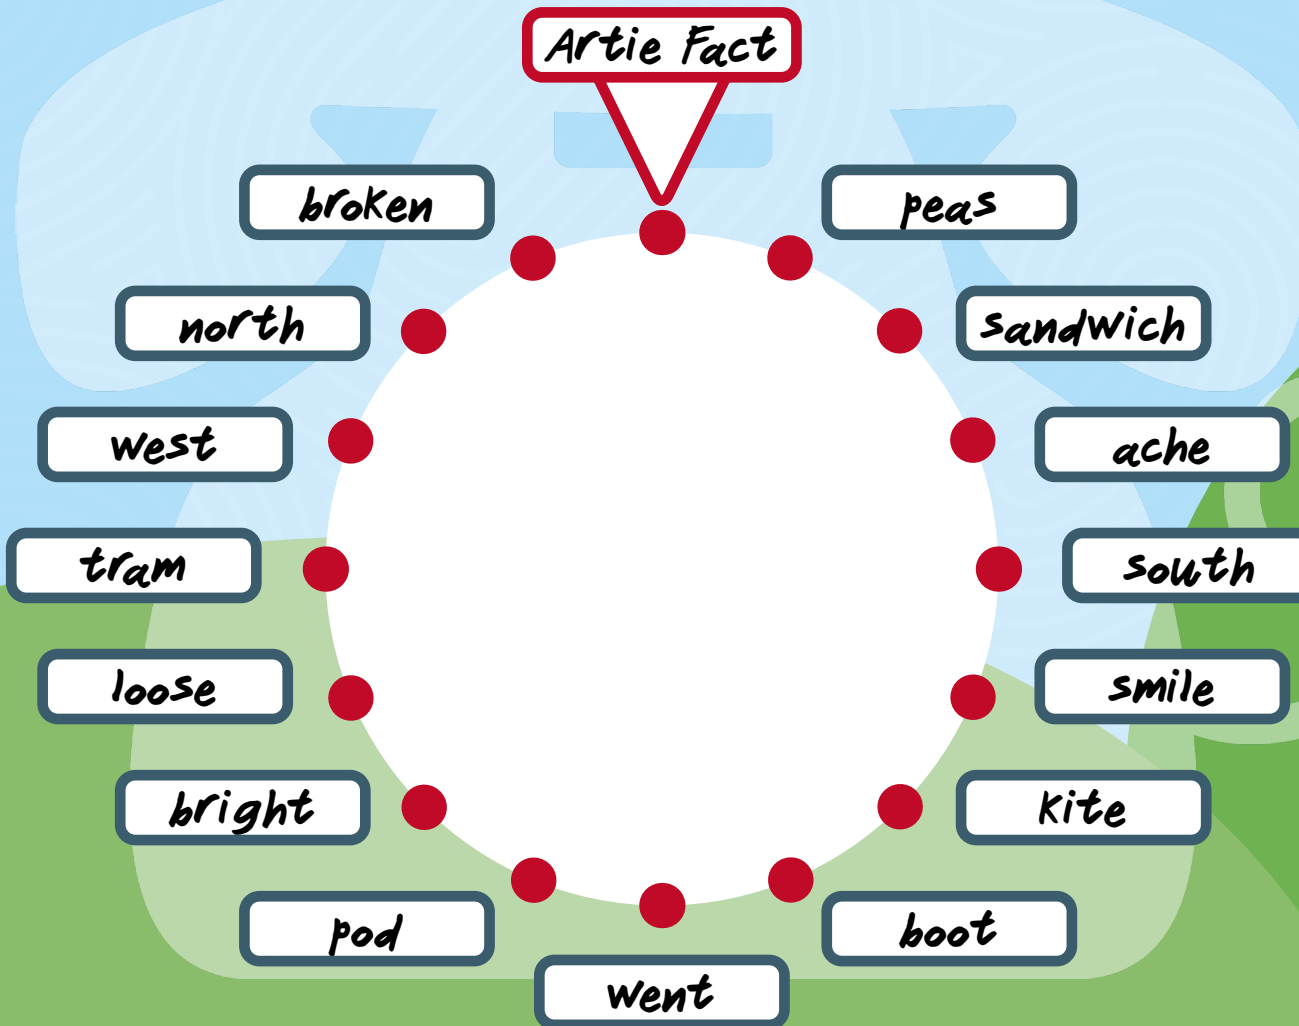 Artie Fact
broken
peas
north
sandwich
west
ache
tram
south
loose
smile
bright
kite
pod
boot
went